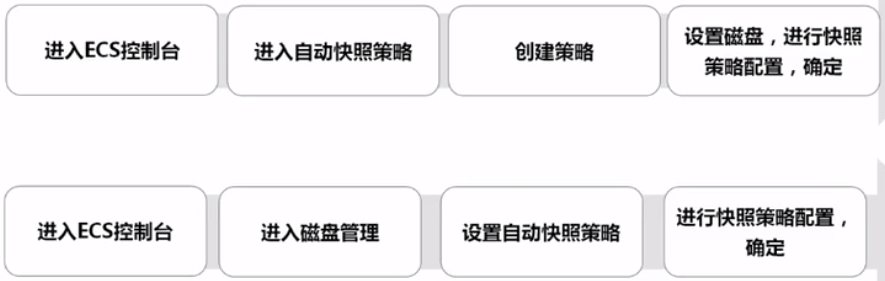 进入ECS控制台
进入自动快照策略
创建策略
设置磁盘，进行快照
策略配置，确定
进入ECS控制台
进入磁盘管理
设置自动快照策略
进行快照策略配置，
确定